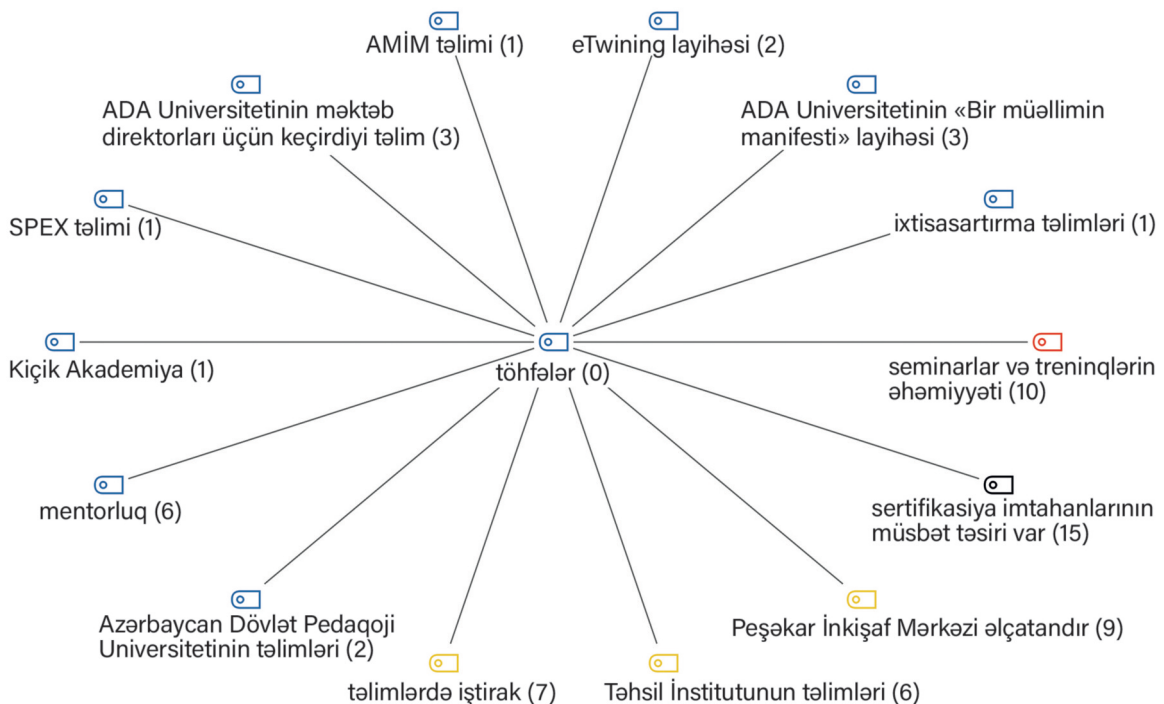 AMİM təlimi (1)
eTwining layihəsi (2)
ADA Universitetinin məktəb
direktorları üçün keçirdiyi təlim (3)
ADA Universitetinin «Bir müəllimin
manifesti» layihəsi (3)
SPEX təlimi (1)
ixtisasartırma təlimləri (1)
Kiçik Akademiya (1)
töhfələr (0)
seminarlar və treninqlərin
əhəmiyyəti (10)
mentorluq (6)
sertifikasiya imtahanlarının
müsbət təsiri var (15)
Azərbaycan Dövlət Pedaqoji
Universitetinin təlimləri (2)
Peşəkar İnkişaf Mərkəzi əlçatandır (9)
təlimlərdə iştirak (7)
Təhsil İnstitutunun təlimləri (6)